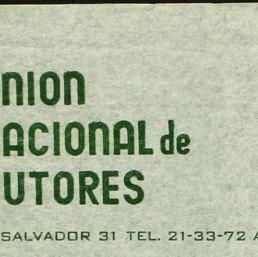 NION
ACIONAL de
UTORES
SALVADOR 31 TEL. 21-33-72 A